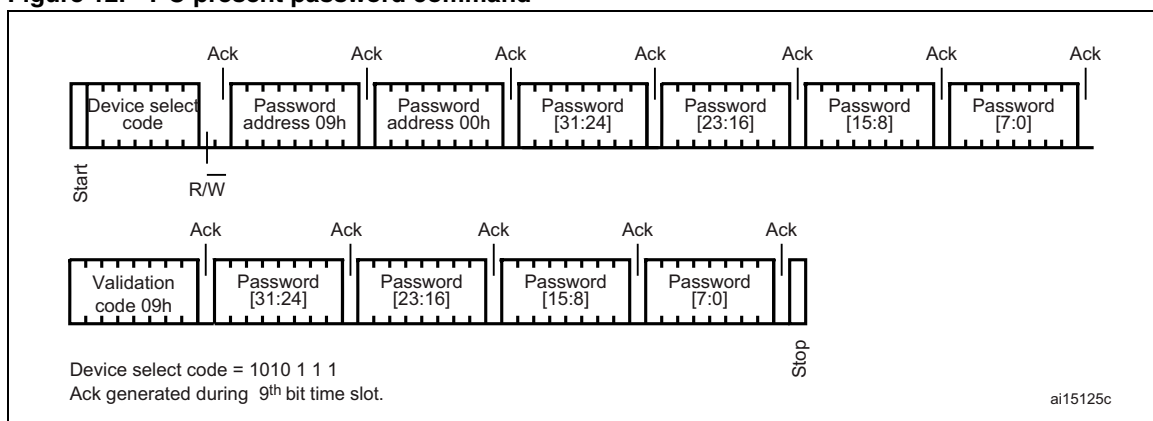 Ack Ack Ack Ack Ack Ack Ack
Device select code
Password address 09h
Password address 00h
Password [31:24]
Password [23:16]
Password [15:8]
Password [7:0]
Start
R/W
Ack Ack Ack Ack Ack
Validation code 09h
Password [31:24]
Password [23:16]
Password [15:8]
Password [7:0]
Stop
Device select code = 1010 1 1 1
Ack generated during 9th bit time slot.
ai15125c